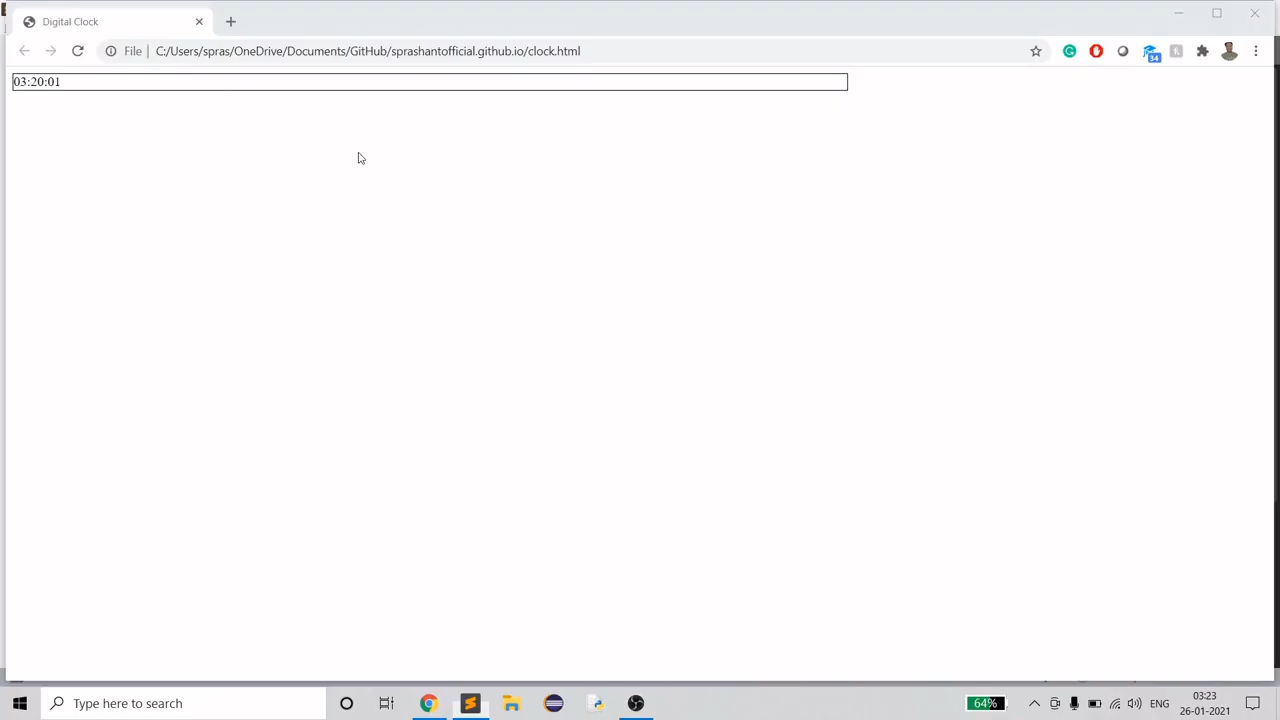 Digital Clock
File
C:/Users/spras/OneDrive/Documents/GitHub/sprashantofficial.github.io/clock.html
34
03:20:01
Type here to search
64%
ENG
03:23
26-01-2021